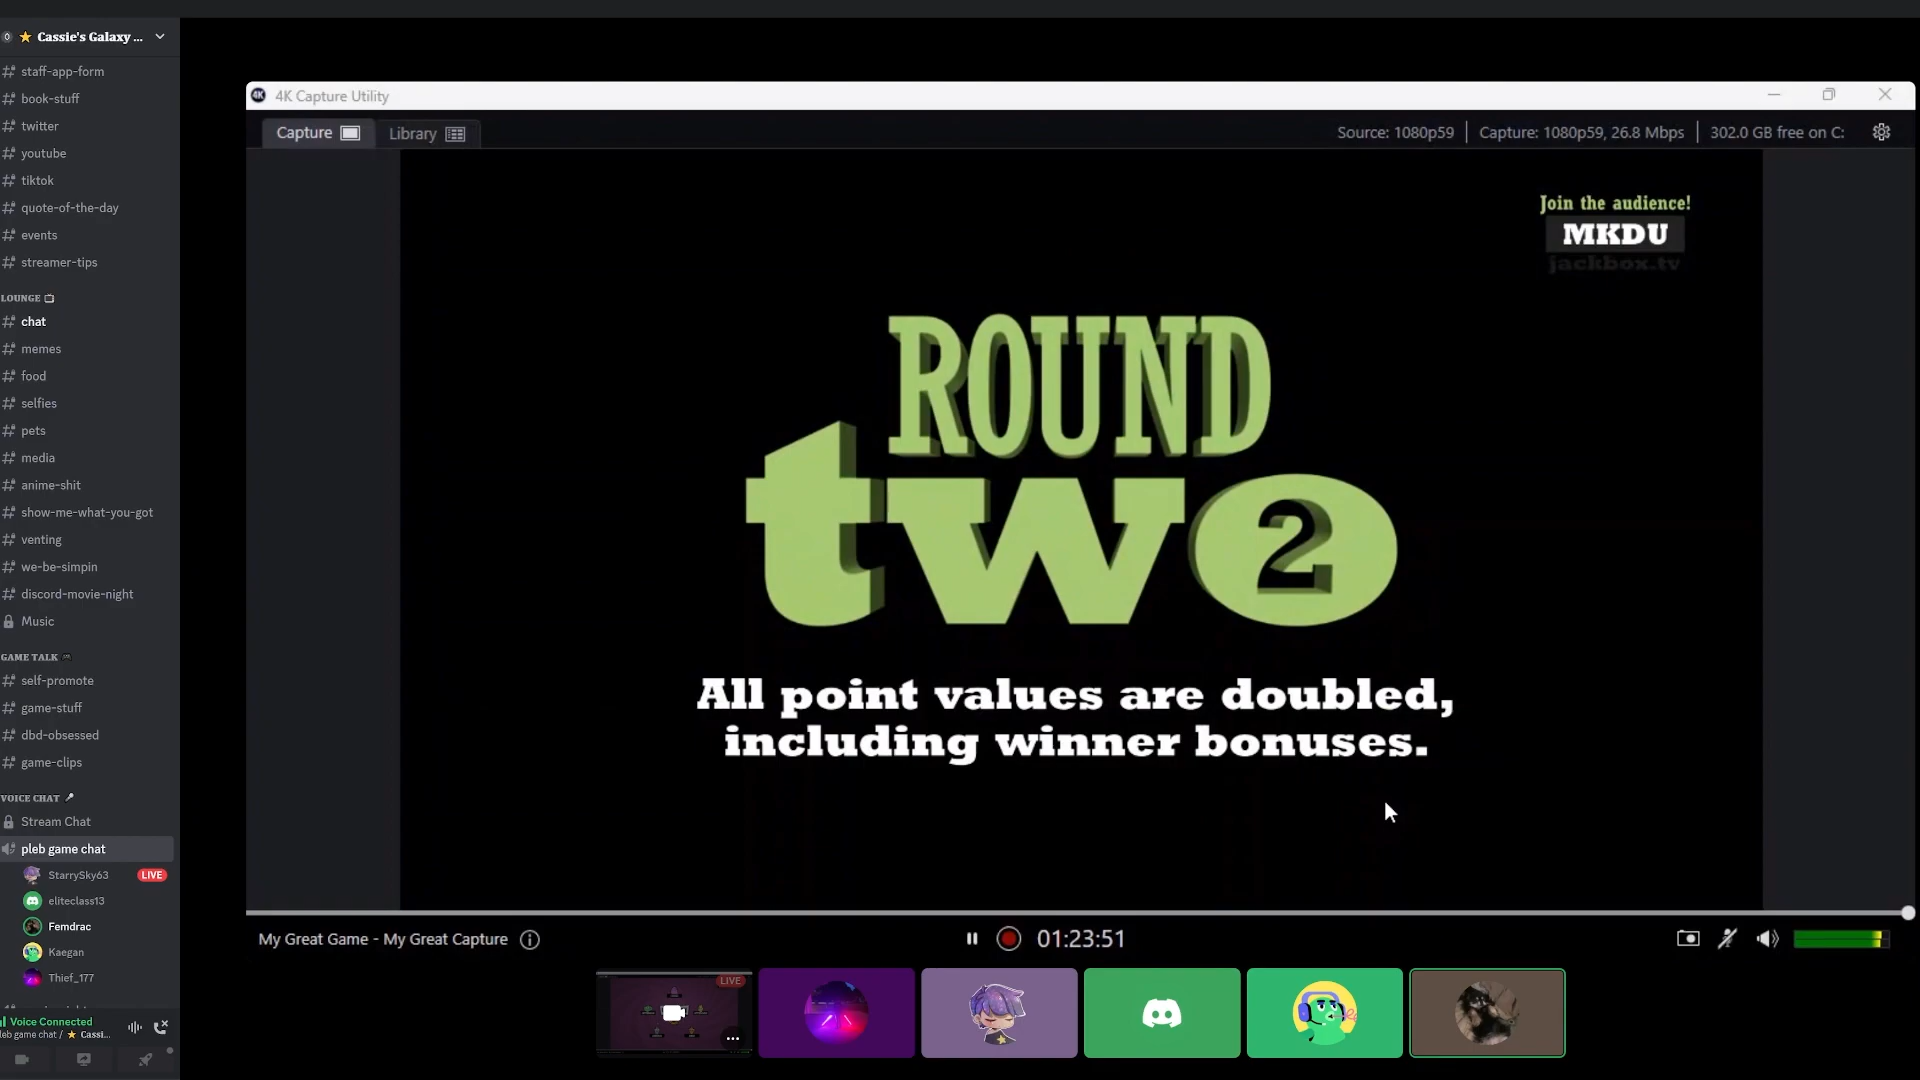 Cassie's Galaxy ...
staff-app-form
book-stuff
twitter
youtube
tiktok
quote-of-the-day
events
streamer-tips
LOUNGE
chat
memes
food
selfies
pets
media
anime-shit
show-me-what-you-got
venting
we-be-simpin
discord-movie-night
Music
GAME TALK
self-promote
game-stuff
dbd-obsessed
game-clips
VOICE CHAT
Stream Chat
pleb game chat
StarrySky63 LIVE
eliteclass13
Femdrac
Kaegan
Thief_177
Voice Connected
leb game chat / Cassi...
4K 4K Capture Utility
Capture Library
Source: 1080p59 Capture: 1080p59, 26.8 Mbps 302.0 GB free on C:
Join the audience!
MKDU
jackbox.tv
ROUND
two
2
All point values are doubled,
including winner bonuses.
My Great Game - My Great Capture
01:23:51
LIVE